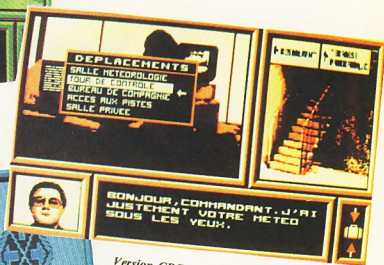 DEPLACEMENTS
SALLE METEOROLOGIE
TOUR DE CONTROLE
BUREAU DE COMPAGNIE
ACCES AUX PISTES
SALLE PRIVEE
BONJOUR, COMMANDANT. J'AI
JUSTEMENT VOTRE METEO
SOUS LES YEUX.
Version CPC